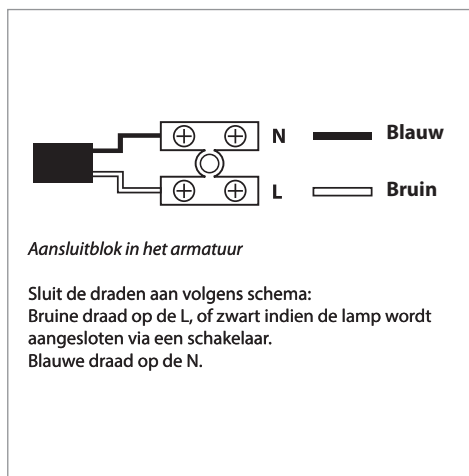 N Blauw
L Bruin
Aansluitblok in het armatuur
Sluit de draden aan volgens schema:
Bruine draad op de L, of zwart indien de lamp wordt
aangesloten via een schakelaar.
Blauwe draad op de N.